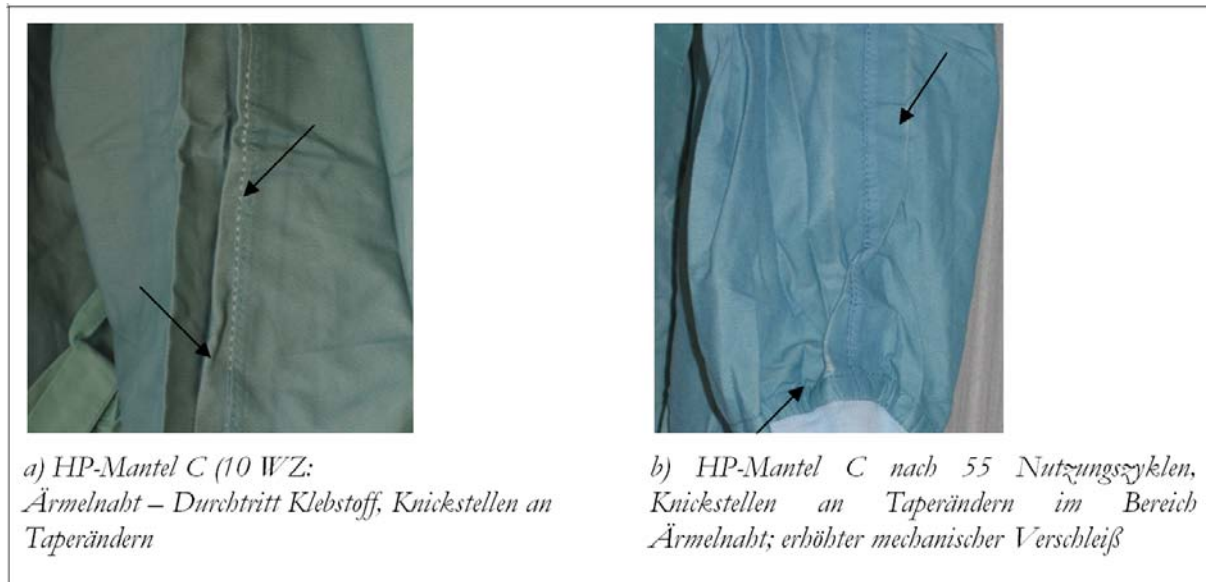 a) HP-Mantel C (10 WZ:
Ärmelnaht – Durchtritt Klebstoff, Knickstellen an
Taperändern
b) HP-Mantel C nach 55 Nutzungszyklen,
Knickstellen an Taperändern im Bereich
Ärmelnaht; erhöhter mechanischer Verschleiß